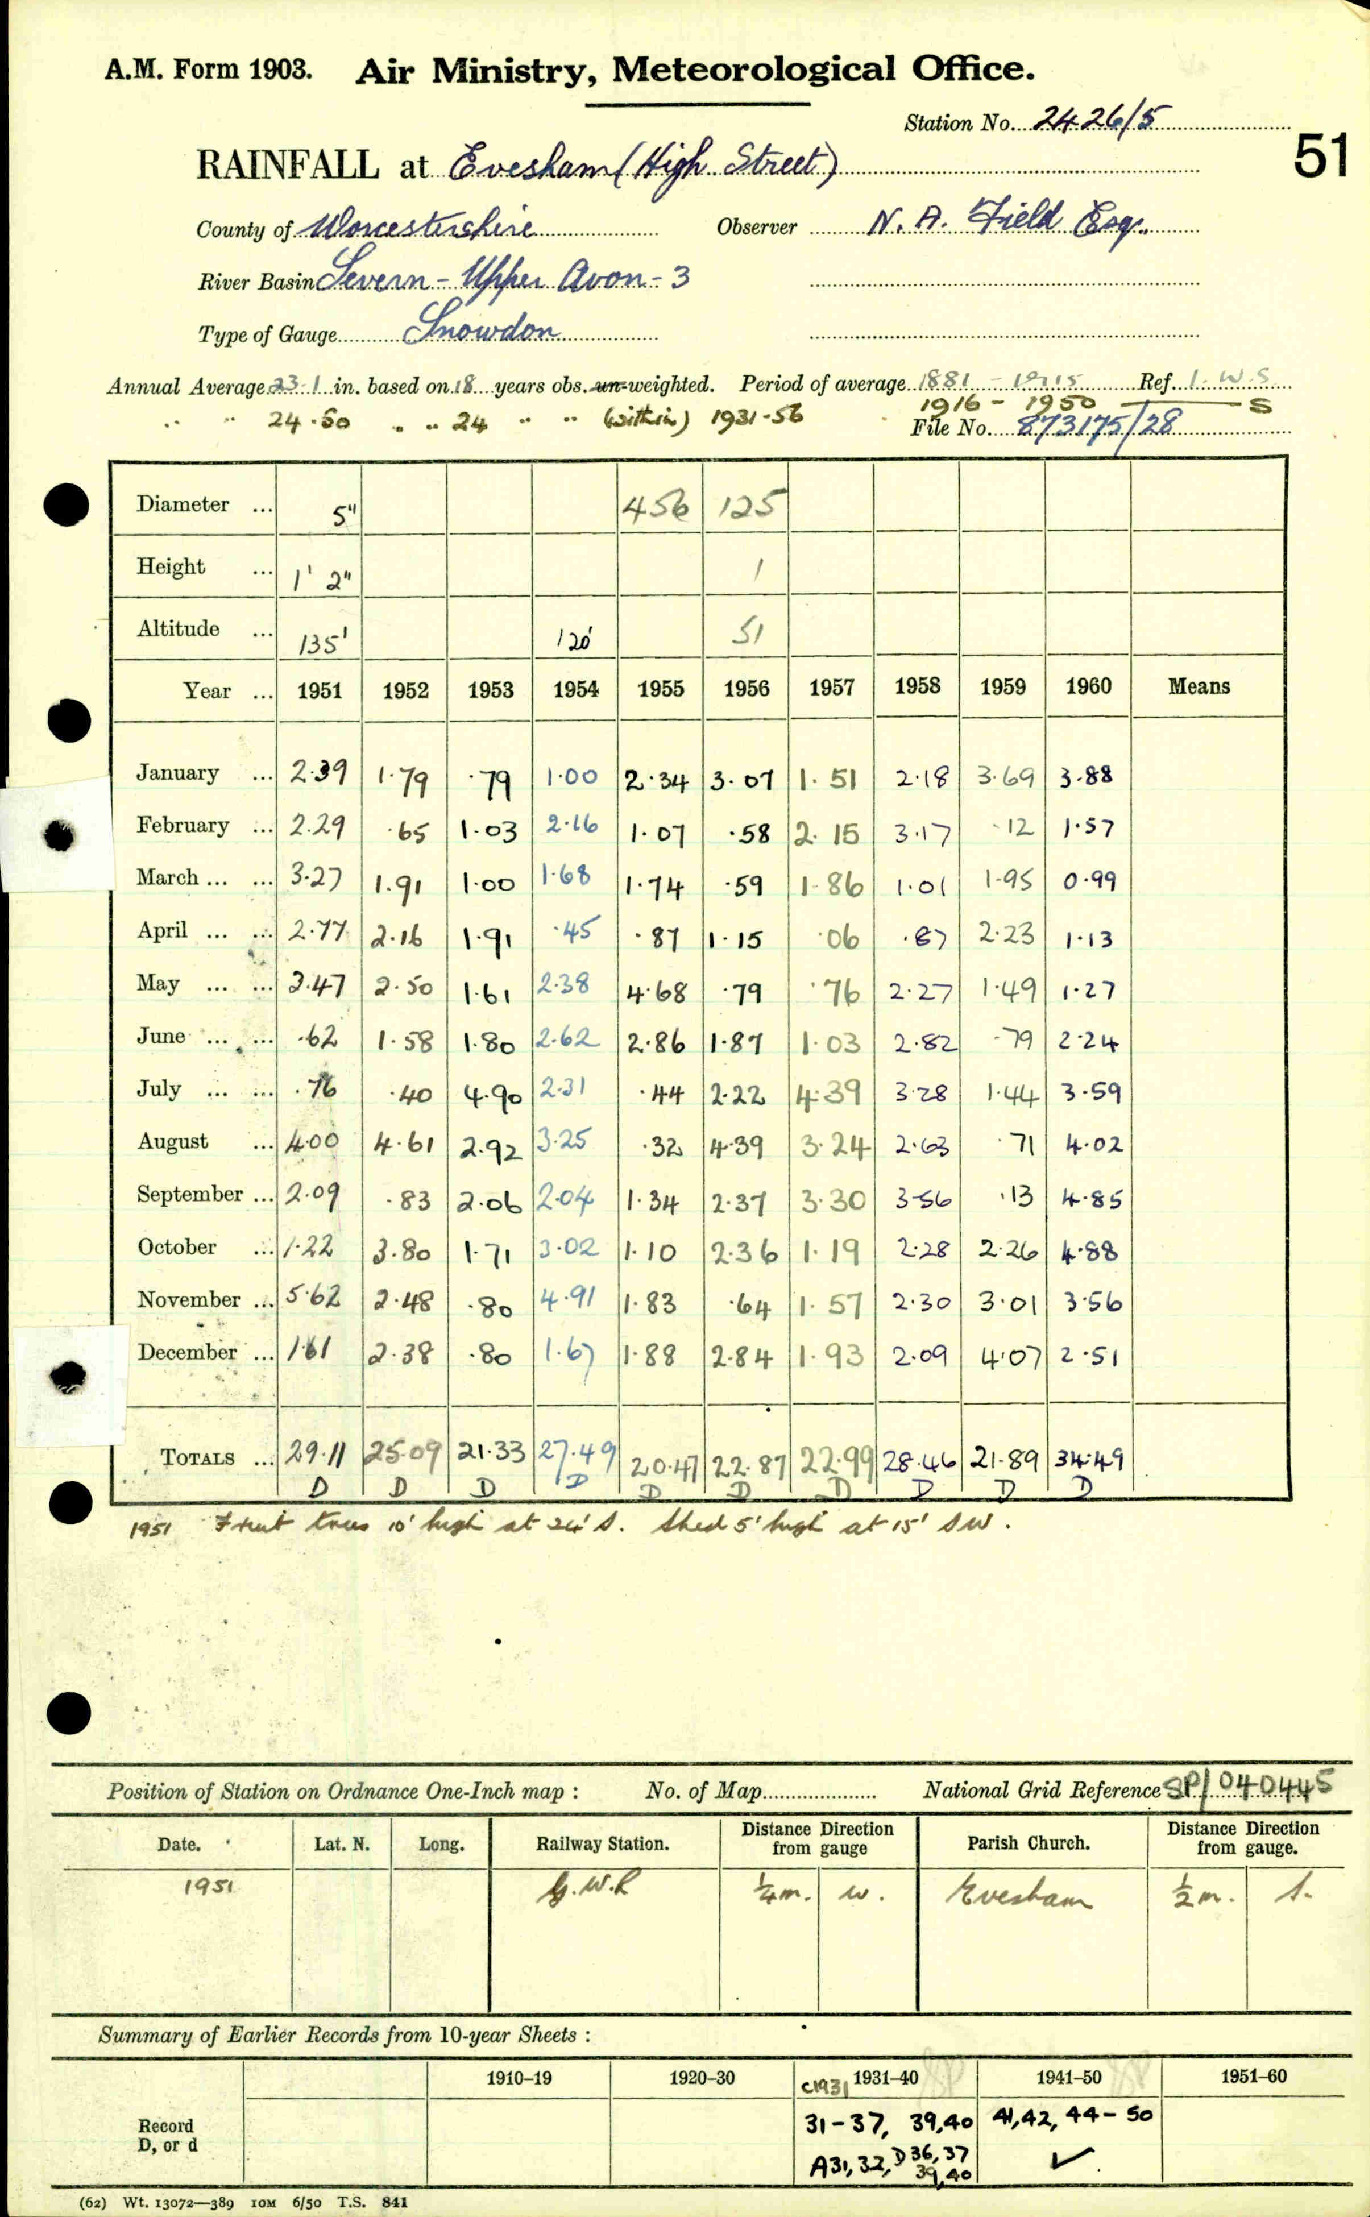 A.M. Form 1903. Air Ministry, Meteorological Office.
Station No. 2426/5
51
RAINFALL at Evesham (High Street)
County of Worcestershire Observer N. A. Field Esq.
River Basin Severn - Upper Avon - 3
Type of Gauge Snowdon
Annual Average 23.1 in. based on 18 years obs. un-weighted. Period of average 1881 - 1915 Ref. I.W.S
" " 24.50 " " 24 " " (within) 1931-56 1916 - 1950 S
File No. 873175/28
Diameter ... 5" 456 125
Height ... 1' 2" 1
Altitude ... 135' 120' 51
Year ... 1951 1952 1953 1954 1955 1956 1957 1958 1959 1960 Means
January ... 2.39 1.79 .79 1.00 2.34 3.07 1.51 2.18 3.69 3.88
February ... 2.29 .65 1.03 2.16 1.07 .58 2.15 3.17 .12 1.57
March ... ... 3.27 1.91 1.00 1.68 1.74 .59 1.86 1.01 1.95 0.99
April ... ... 2.77 2.16 1.91 .45 .87 1.15 .06 .87 2.23 1.13
May ... ... 2.47 2.50 1.61 2.38 4.68 .79 .76 2.27 1.49 1.27
June ... ... .62 1.58 1.80 2.62 2.86 1.87 1.03 2.82 .79 2.24
July ... ... .76 .40 4.90 2.31 .44 2.22 4.39 3.28 1.44 3.59
August ... 4.00 4.61 2.92 3.25 .32 4.39 3.24 2.63 .71 4.02
September ... 2.09 .83 2.06 2.04 1.34 2.37 3.30 3.56 .13 4.85
October ... 1.22 3.80 1.71 3.02 1.10 2.36 1.19 2.28 2.26 4.88
November ... 5.62 2.48 .80 4.91 1.83 .64 1.57 2.30 3.01 3.56
December ... 1.61 2.38 .80 1.67 1.88 2.84 1.93 2.09 4.07 2.51
TOTALS ... 29.11 25.09 21.33 27.49 20.47 22.87 22.99 28.46 21.89 34.49
D D D D D D D D D D
1951 Fruit trees 10' high at 24' S. Shed 5' high at 15' SW.
Position of Station on Ordnance One-Inch map : No. of Map National Grid Reference SP/040445
Date. Lat. N. Long. Railway Station. Distance from Direction gauge Parish Church. Distance from Direction gauge.
1951 G.W.R 1/4 m. W. Evesham 1/2 m. S.
Summary of Earlier Records from 10-year Sheets :
1910–19 1920–30 c1931 1931–40 1941–50 1951–60
Record D, or d
31-37, 39,40 41,42, 44-50
A31,32, D36,37 39,40 ✓
(62) Wt. 13072—389 10M 6/50 T.S. 841